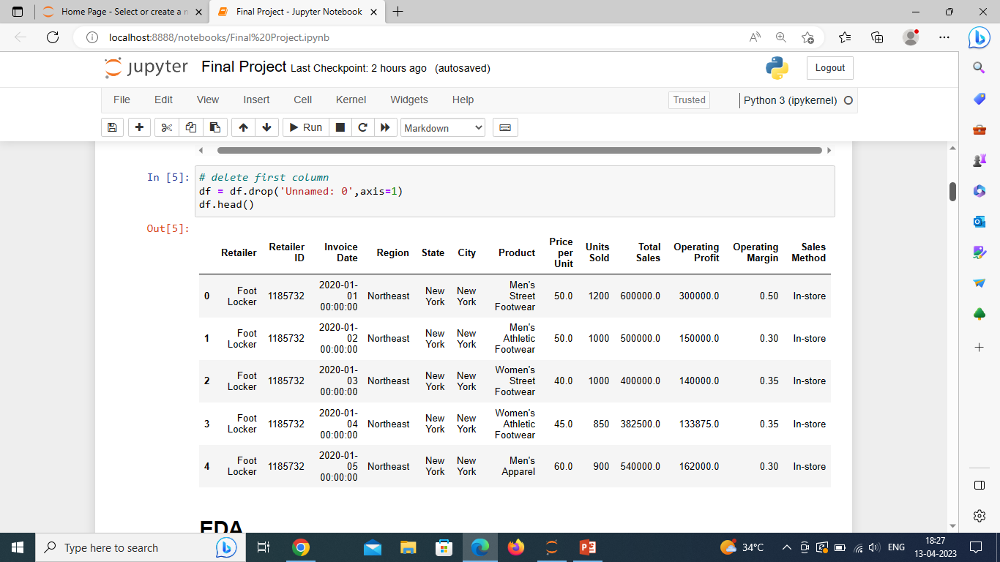 Home Page - Select or create a n
Final Project - Jupyter Notebook
localhost:8888/notebooks/Final%20Project.ipynb
jupyter Final Project Last Checkpoint: 2 hours ago (autosaved)
Logout
File Edit View Insert Cell Kernel Widgets Help
Trusted
Python 3 (ipykernel)
Run
Markdown
In [5]:
# delete first column
df = df.drop('Unnamed: 0',axis=1)
df.head()
Out[5]:
Retailer Retailer ID Invoice Date Region State City Product Price per Unit Units Sold Total Sales Operating Profit Operating Margin Sales Method
0 Foot Locker 1185732 2020-01-01 00:00:00 Northeast New York New York Men's Street Footwear 50.0 1200 600000.0 300000.0 0.50 In-store
1 Foot Locker 1185732 2020-01-02 00:00:00 Northeast New York New York Men's Athletic Footwear 50.0 1000 500000.0 150000.0 0.30 In-store
2 Foot Locker 1185732 2020-01-03 00:00:00 Northeast New York New York Women's Street Footwear 40.0 1000 400000.0 140000.0 0.35 In-store
3 Foot Locker 1185732 2020-01-04 00:00:00 Northeast New York New York Women's Athletic Footwear 45.0 850 382500.0 133875.0 0.35 In-store
4 Foot Locker 1185732 2020-01-05 00:00:00 Northeast New York New York Men's Apparel 60.0 900 540000.0 162000.0 0.30 In-store
EDA
Type here to search
34°C
ENG
18:27
13-04-2023